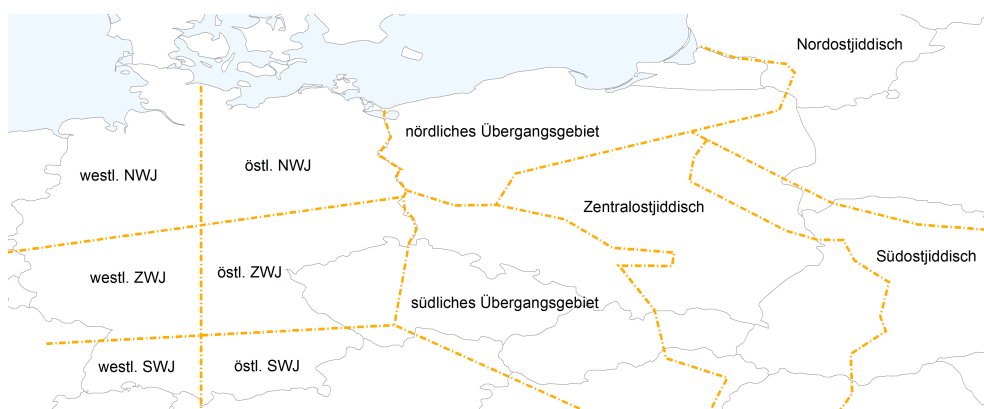 Nordostjiddisch
nördliches Übergangsgebiet
westl. NWJ
östl. NWJ
Zentralostjiddisch
Südostjiddisch
westl. ZWJ
östl. ZWJ
südliches Übergangsgebiet
westl. SWJ
östl. SWJ